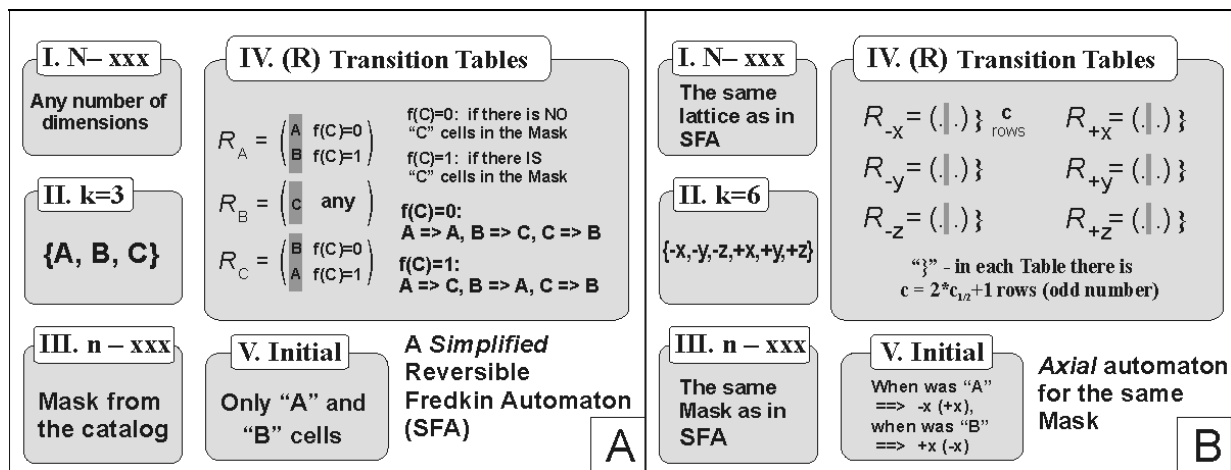 I. N– xxx
Any number of
dimensions
II. k=3
{A, B, C}
III. n – xxx
Mask from
the catalog
IV. (R) Transition Tables
R_A = ( A f(C)=0
B f(C)=1 )
R_B = ( C any )
R_C = ( B f(C)=0
A f(C)=1 )
f(C)=0: if there is NO
“C” cells in the Mask
f(C)=1: if there IS
“C” cells in the Mask
f(C)=0:
A => A, B => C, C => B
f(C)=1:
A => C, B => A, C => B
V. Initial
Only “A” and
“B” cells
A Simplified
Reversible
Fredkin Automaton
(SFA)
A
I. N– xxx
The same
lattice as in
SFA
II. k=6
{-x,-y,-z,+x,+y,+z}
III. n – xxx
The same
Mask as in
SFA
IV. (R) Transition Tables
R_-x = (.|.) } c rows R_+x = (.|.) }
R_-y = (.|.) } R_+y = (.|.) }
R_-z = (.|.) } R_+z = (.|.) }
“}” - in each Table there is
c = 2*c_1/2+1 rows (odd number)
V. Initial
When was “A”
==> -x (+x),
when was “B”
==> +x (-x)
Axial automaton
for the same
Mask
B